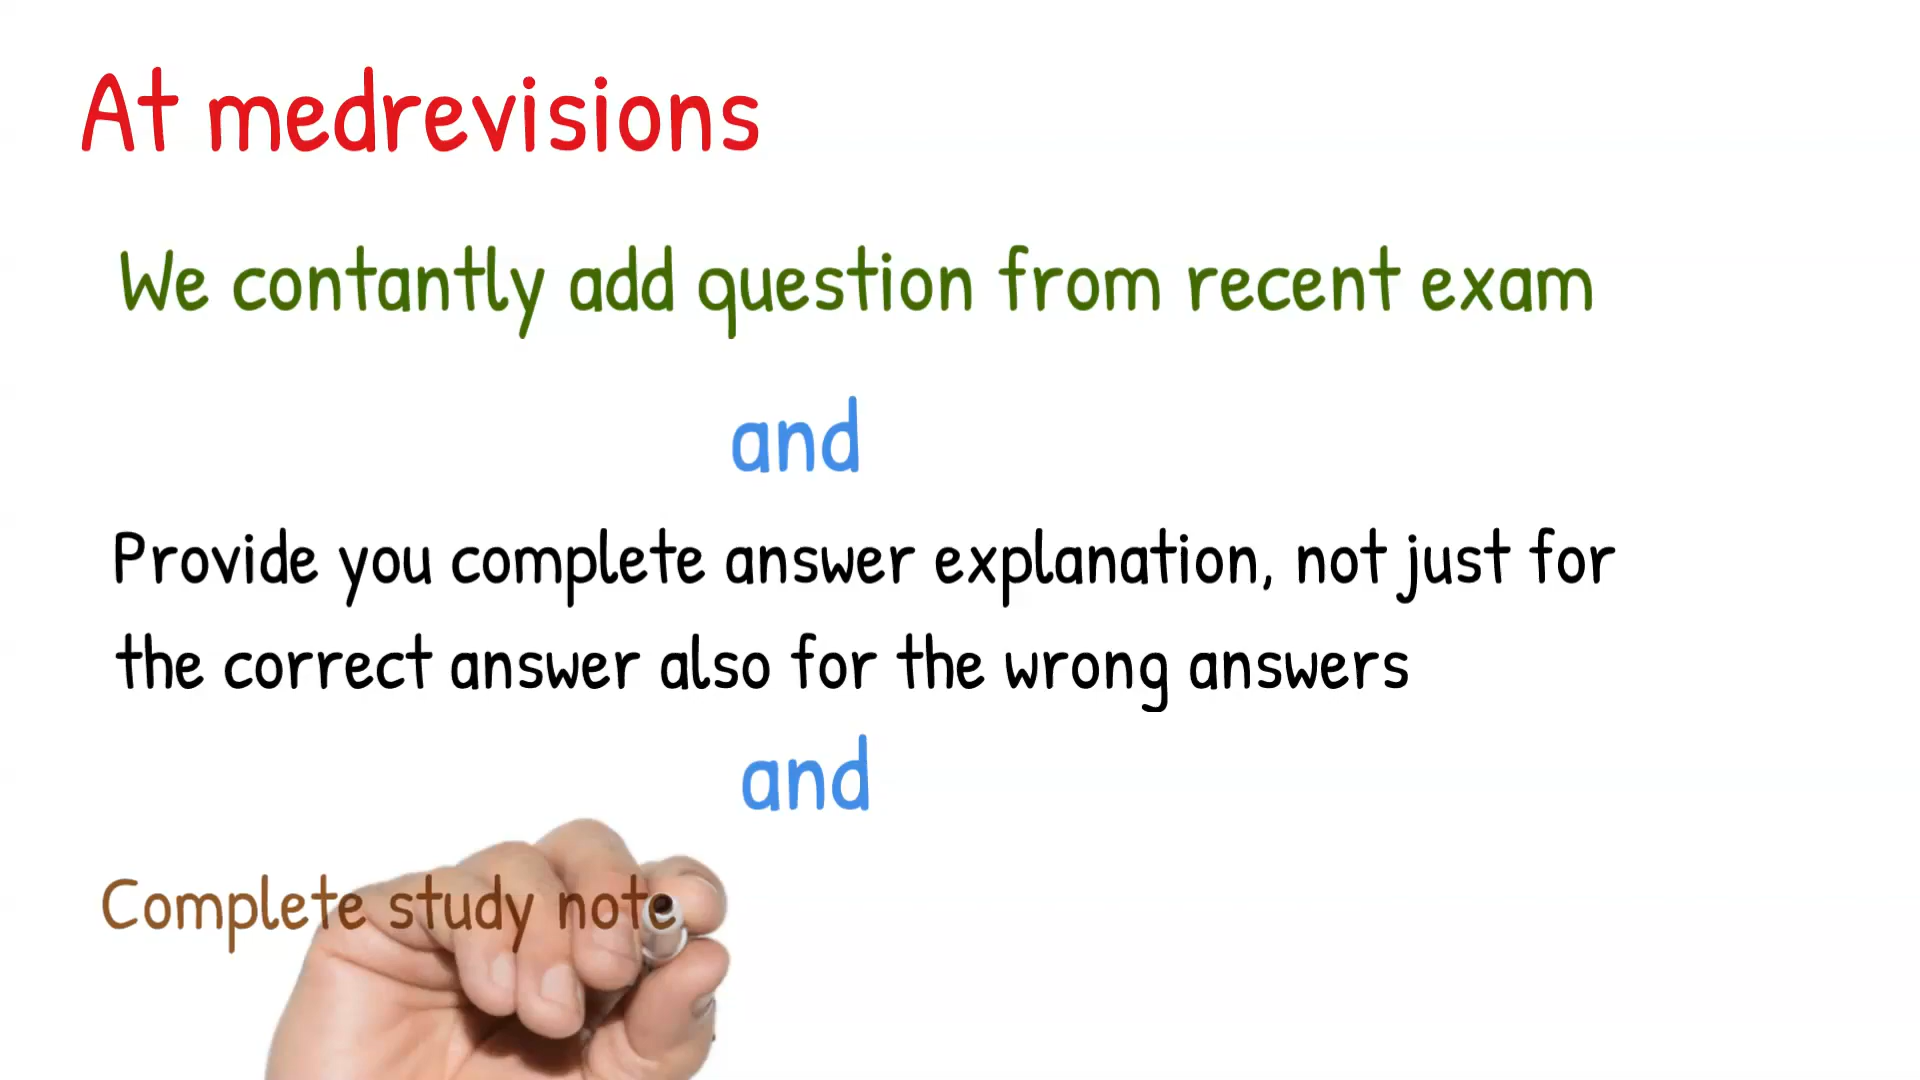 At medrevisions
We contantly add question from recent exam
and
Provide you complete answer explanation, not just for
the correct answer also for the wrong answers
and
Complete study note